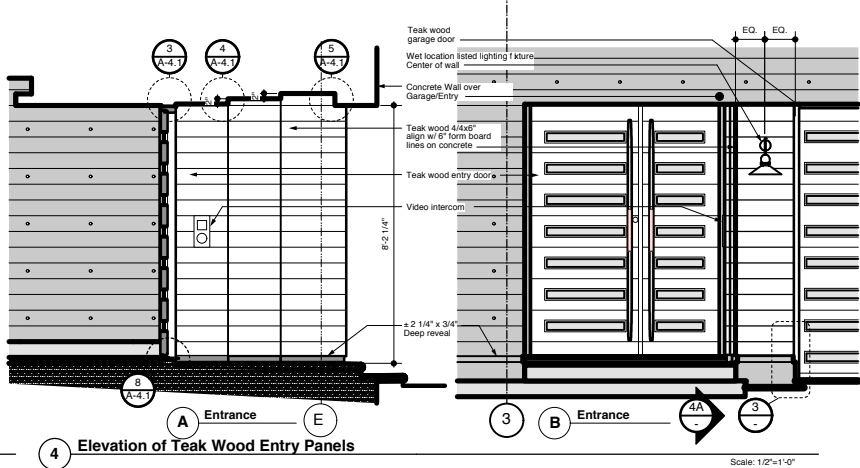 Teak wood
garage door
EQ. EQ.
Wet location listed lighting f ixture
Center of wall
3
A-4.1
4
A-4.1
5
A-4.1
Concrete Wall over
Garage/Entry
2"
2"
Teak wood 4/4x6"
align w/ 6" form board
lines on concrete
Teak wood entry door
Video intercom
8'-2 1/4"
± 2 1/4" x 3/4"
Deep reveal
8
A-4.1
A Entrance E
3
B Entrance
4A
-
3
-
4 Elevation of Teak Wood Entry Panels
Scale: 1/2"=1'-0"